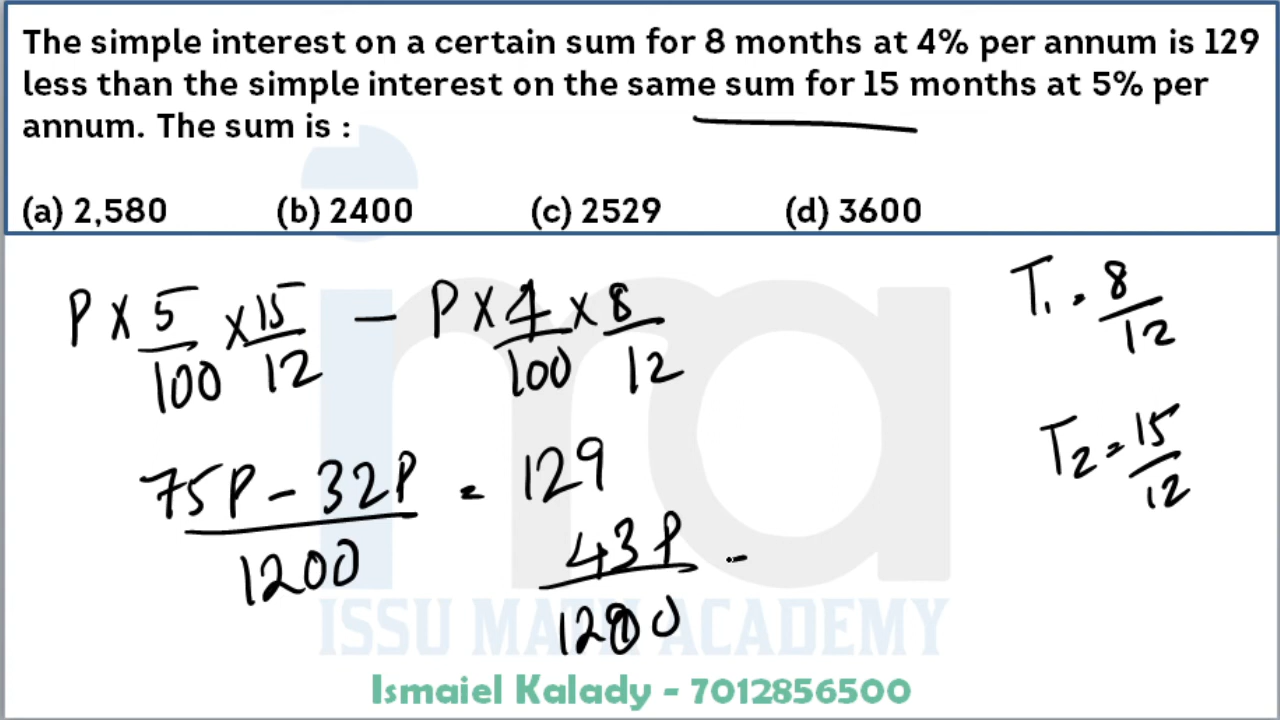 The simple interest on a certain sum for 8 months at 4% per annum is 129
less than the simple interest on the same sum for 15 months at 5% per
annum. The sum is :
(a) 2,580 (b) 2400 (c) 2529 (d) 3600
P × 5/100 × 15/12 – P × 4/100 × 8/12
T₁ = 8/12
75P – 32P / 1200 = 129
T₂ = 15/12
43P / 1200 =
ima
ISSU MATH ACADEMY
Ismaiel Kalady - 7012856500